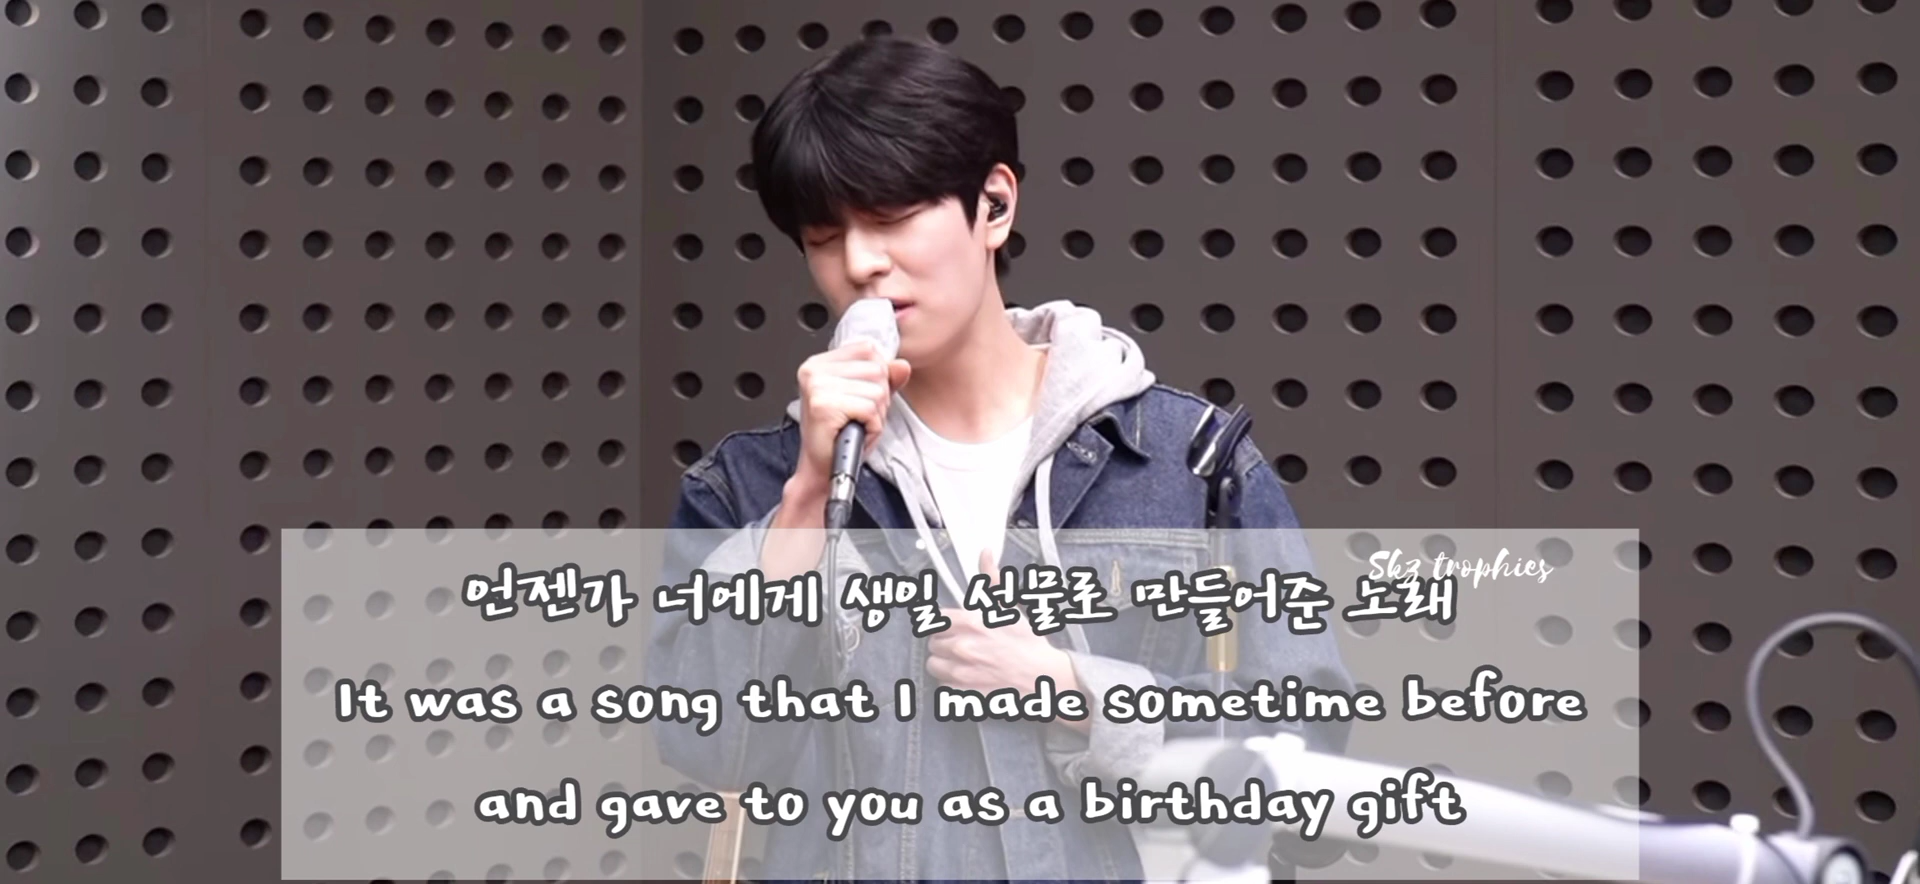 Skz trophies
언젠가 너에게 생일 선물로 만들어준 노래
It was a song that I made sometime before
and gave to you as a birthday gift